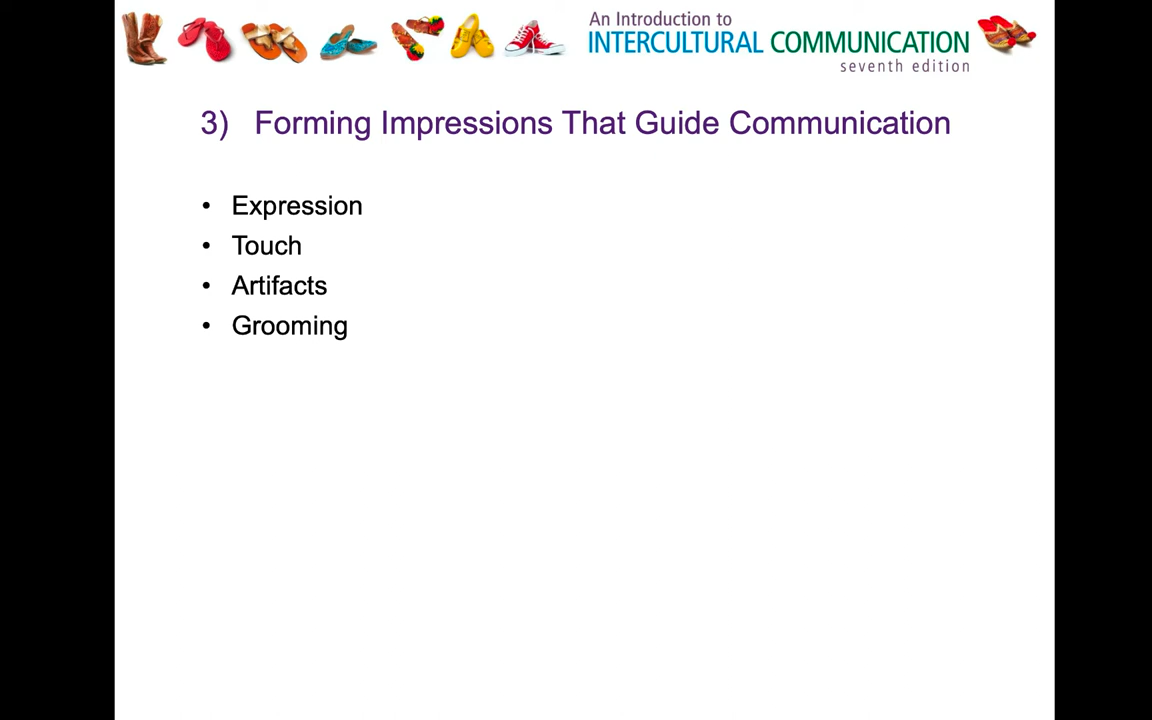 An Introduction to
INTERCULTURAL COMMUNICATION
seventh edition
3) Forming Impressions That Guide Communication
• Expression
• Touch
• Artifacts
• Grooming